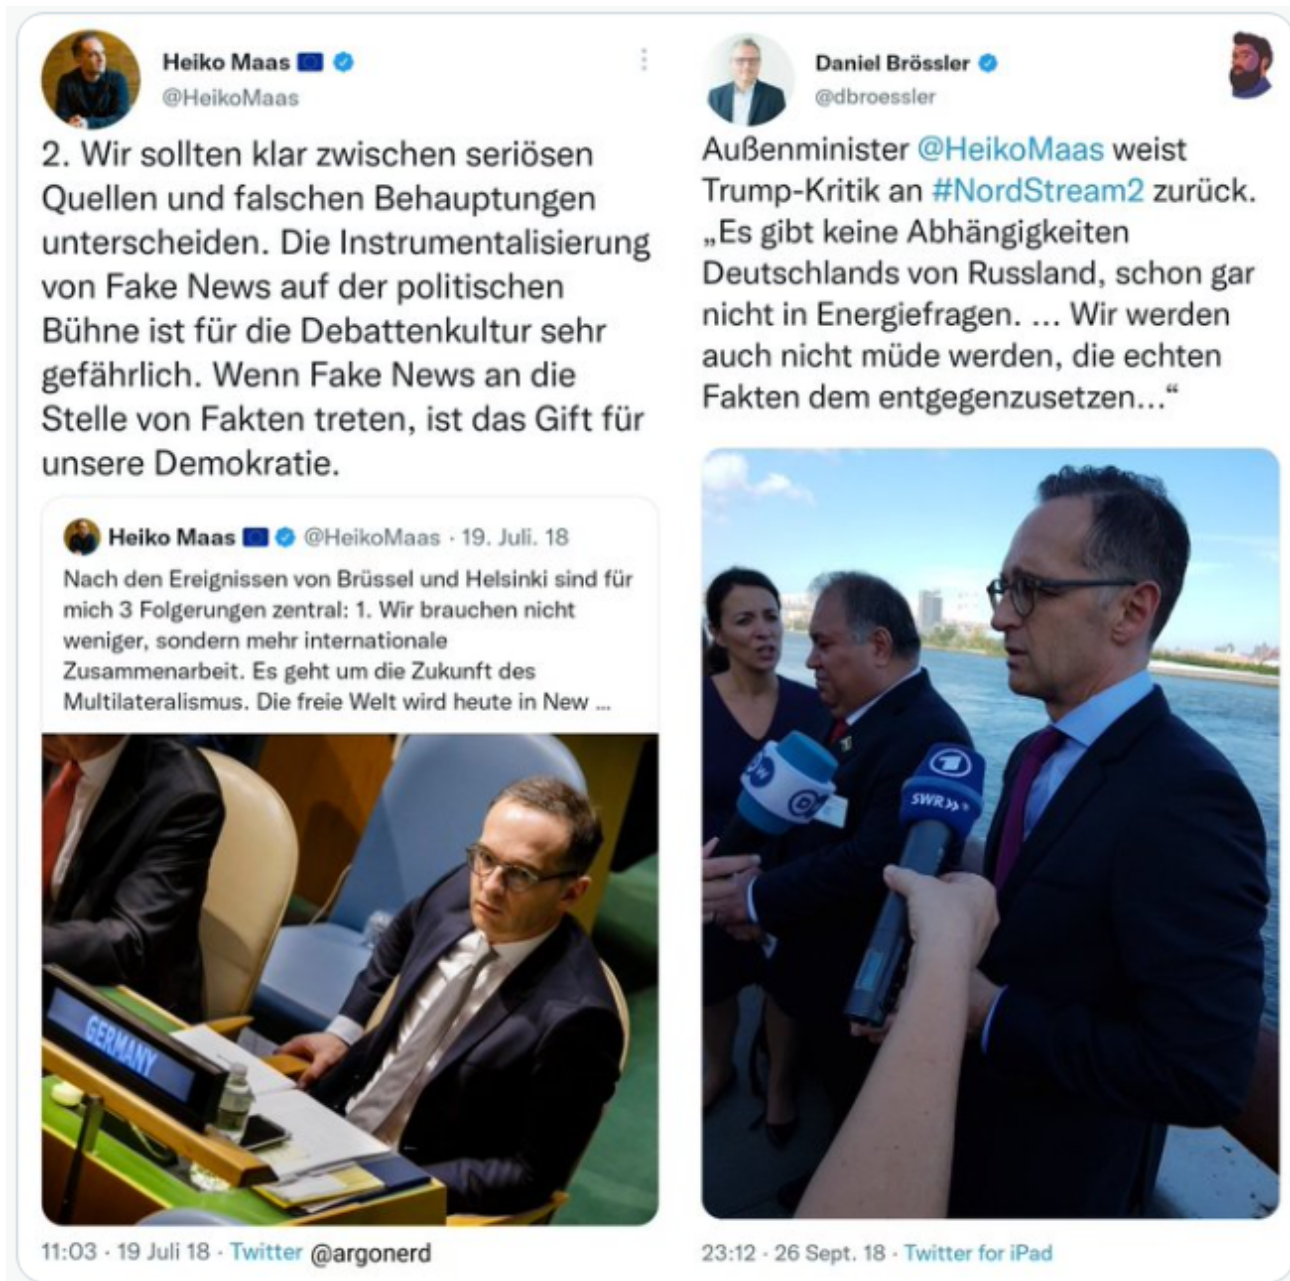 Heiko Maas
@HeikoMaas
2. Wir sollten klar zwischen seriösen
Quellen und falschen Behauptungen
unterscheiden. Die Instrumentalisierung
von Fake News auf der politischen
Bühne ist für die Debattenkultur sehr
gefährlich. Wenn Fake News an die
Stelle von Fakten treten, ist das Gift für
unsere Demokratie.
Heiko Maas @HeikoMaas · 19. Juli. 18
Nach den Ereignissen von Brüssel und Helsinki sind für
mich 3 Folgerungen zentral: 1. Wir brauchen nicht
weniger, sondern mehr internationale
Zusammenarbeit. Es geht um die Zukunft des
Multilateralismus. Die freie Welt wird heute in New ...
GERMANY
11:03 · 19 Juli 18 · Twitter @argonerd
Daniel Brössler
@dbroessler
Außenminister @HeikoMaas weist
Trump-Kritik an #NordStream2 zurück.
„Es gibt keine Abhängigkeiten
Deutschlands von Russland, schon gar
nicht in Energiefragen. ... Wir werden
auch nicht müde werden, die echten
Fakten dem entgegenzusetzen...“
DW
1
SWR»
23:12 · 26 Sept. 18 · Twitter for iPad